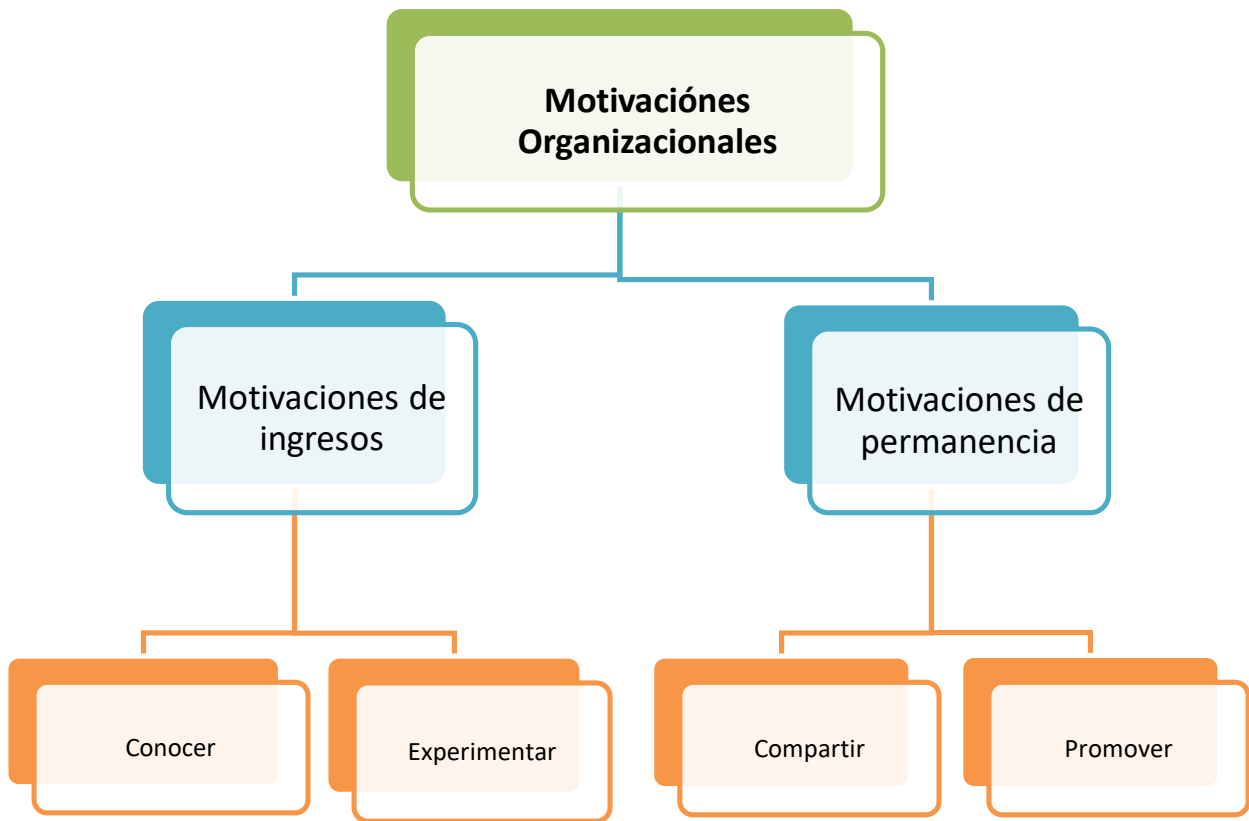 Motivaciónes
Organizacionales
Motivaciones de
ingresos
Motivaciones de
permanencia
Conocer
Experimentar
Compartir
Promover